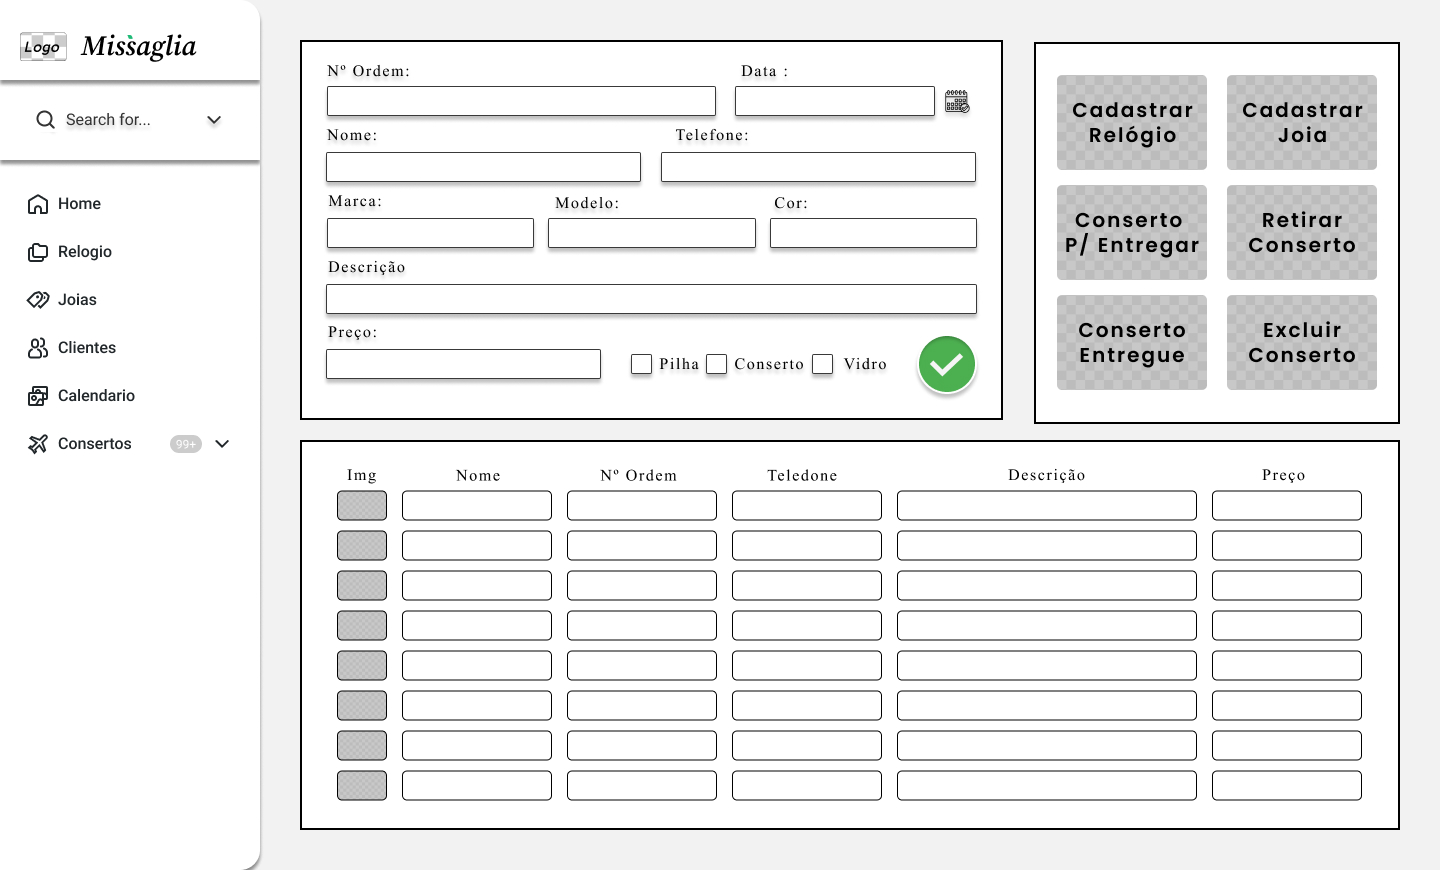 Logo Missaglia
Search for...
Home
Relogio
Joias
Clientes
Calendario
Consertos 99+
Nº Ordem: Data :
Nome: Telefone:
Marca: Modelo: Cor:
Descrição
Preço:
Pilha Conserto Vidro
Cadastrar
Relógio
Cadastrar
Joia
Conserto
P/ Entregar
Retirar
Conserto
Conserto
Entregue
Excluir
Conserto
Img Nome Nº Ordem Teledone Descrição Preço